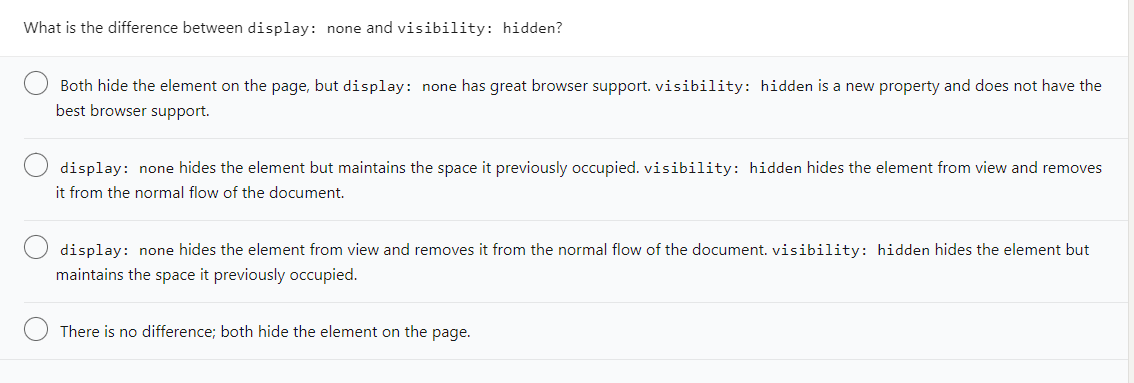 What is the difference between display: none and visibility: hidden?
Both hide the element on the page, but display: none has great browser support. visibility: hidden is a new property and does not have the
best browser support.
display: none hides the element but maintains the space it previously occupied. visibility: hidden hides the element from view and removes
it from the normal flow of the document.
display: none hides the element from view and removes it from the normal flow of the document. visibility: hidden hides the element but
maintains the space it previously occupied.
There is no difference; both hide the element on the page.